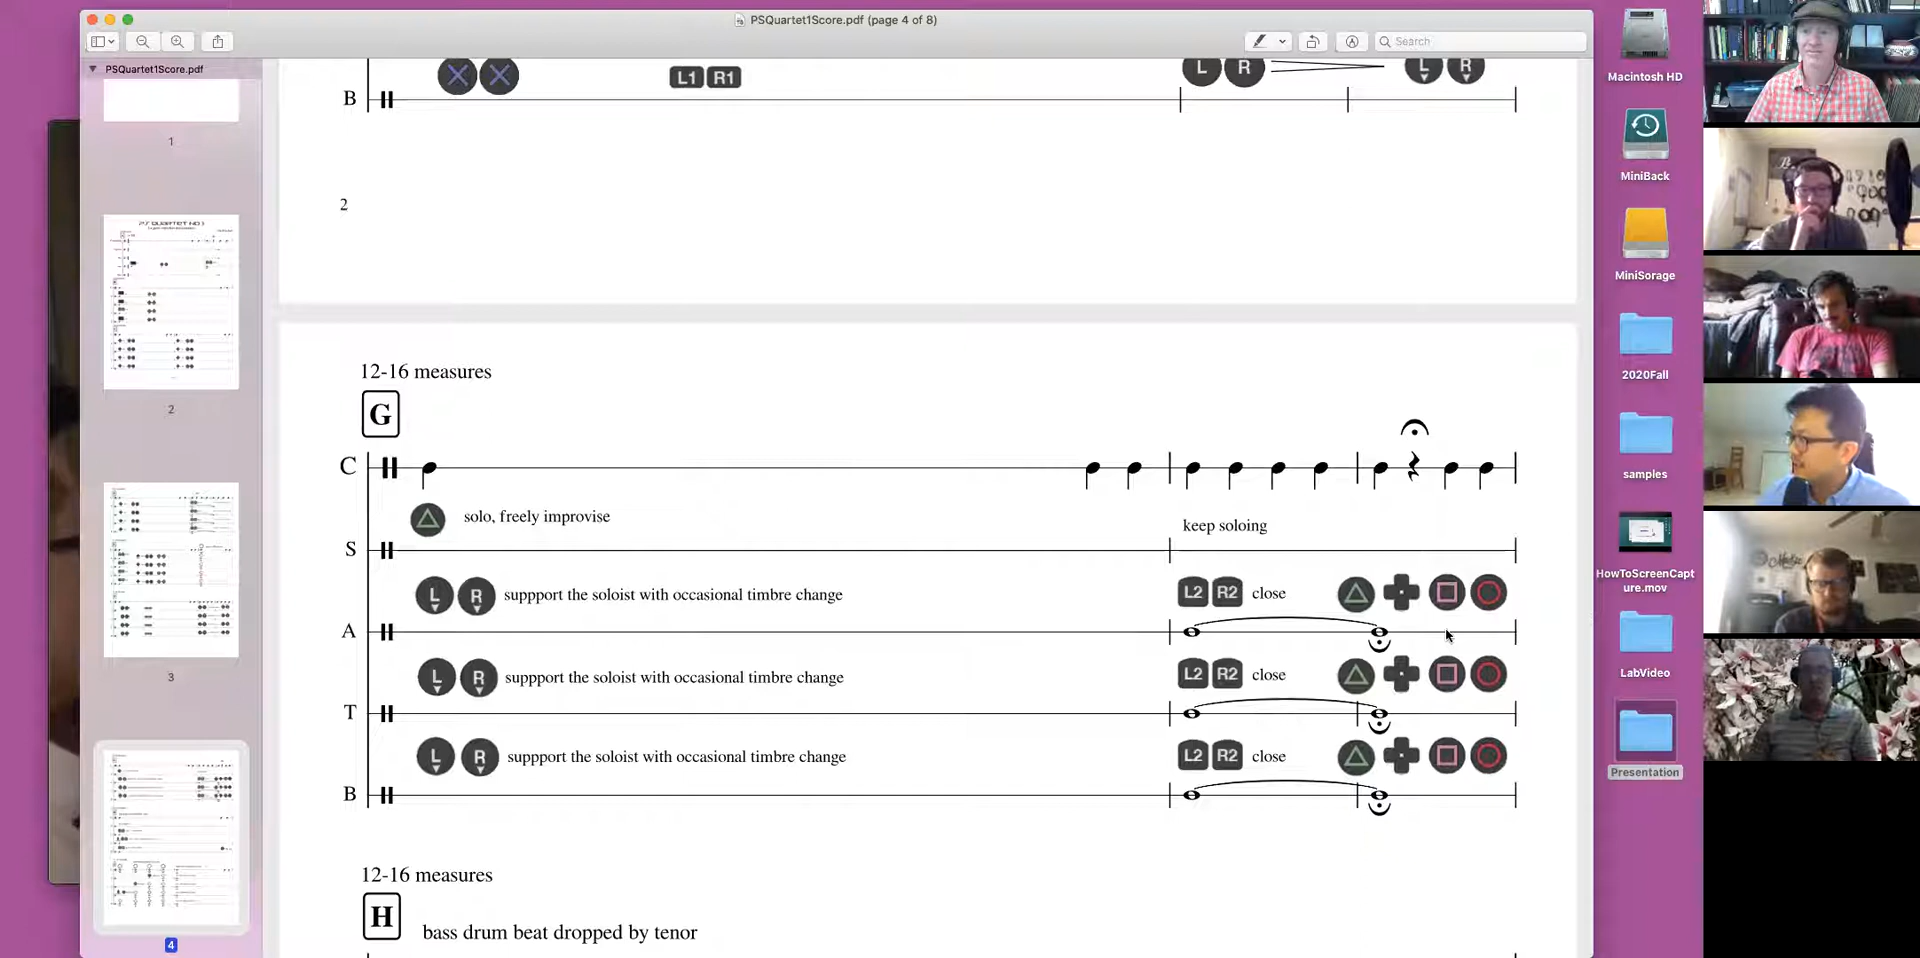 PSQuartet1Score.pdf (page 4 of 8)
Search
PSQuartet1Score.pdf
1
2
3
4
L1 R1
L R
L R
B
2
12-16 measures
G
C
solo, freely improvise
keep soloing
S
L R suppport the soloist with occasional timbre change
L2 R2 close
A
L R suppport the soloist with occasional timbre change
L2 R2 close
T
L R suppport the soloist with occasional timbre change
L2 R2 close
B
12-16 measures
H
bass drum beat dropped by tenor
Macintosh HD
MiniBack
MiniSorage
2020Fall
samples
HowToScreenCapt
ure.mov
LabVideo
Presentation